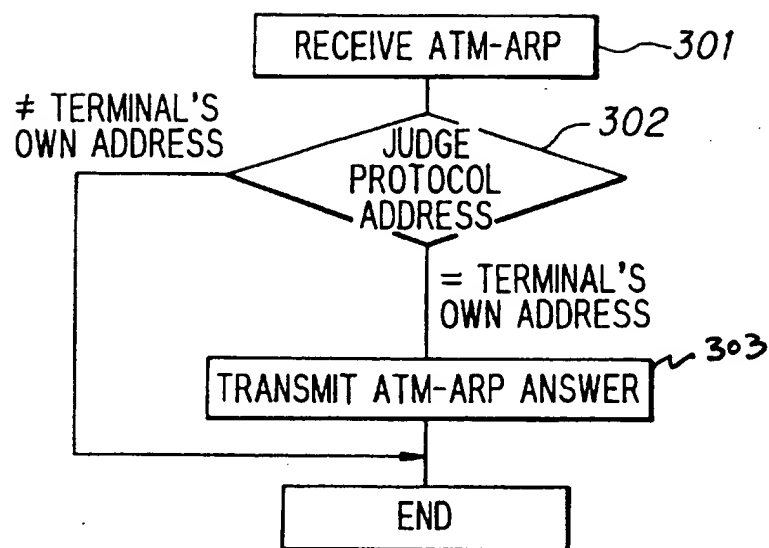 RECEIVE ATM-ARP
301
≠ TERMINAL'S
OWN ADDRESS
302
JUDGE
PROTOCOL
ADDRESS
= TERMINAL'S
OWN ADDRESS
303
TRANSMIT ATM-ARP ANSWER
END